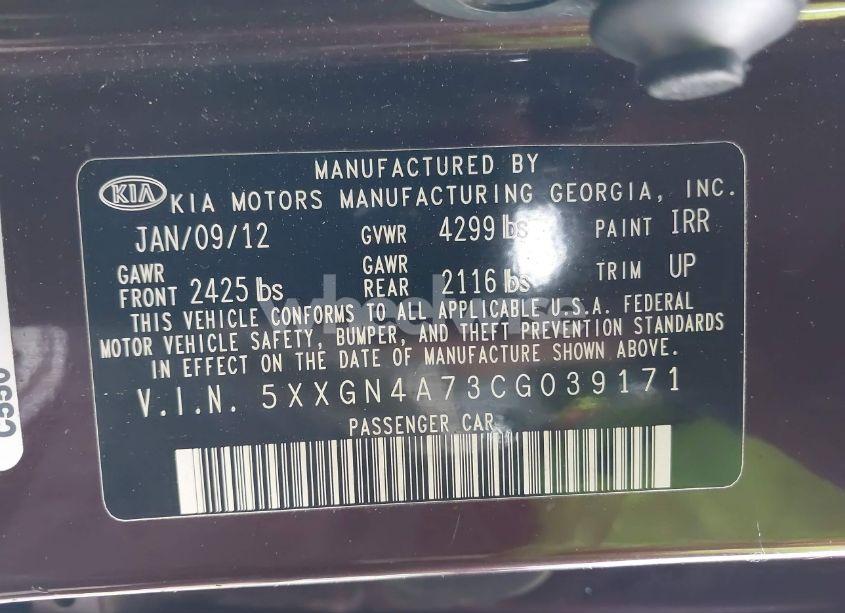 MANUFACTURED BY
KIA KIA MOTORS MANUFACTURING GEORGIA, INC.
JAN/09/12 GVWR 4299 lbs PAINT IRR
GAWR FRONT 2425 lbs GAWR REAR 2116 lbs TRIM UP
THIS VEHICLE CONFORMS TO ALL APPLICABLE U.S.A. FEDERAL
MOTOR VEHICLE SAFETY, BUMPER, AND THEFT PREVENTION STANDARDS
IN EFFECT ON THE DATE OF MANUFACTURE SHOWN ABOVE.
V.I.N. 5XXGN4A73CG039171
PASSENGER CAR